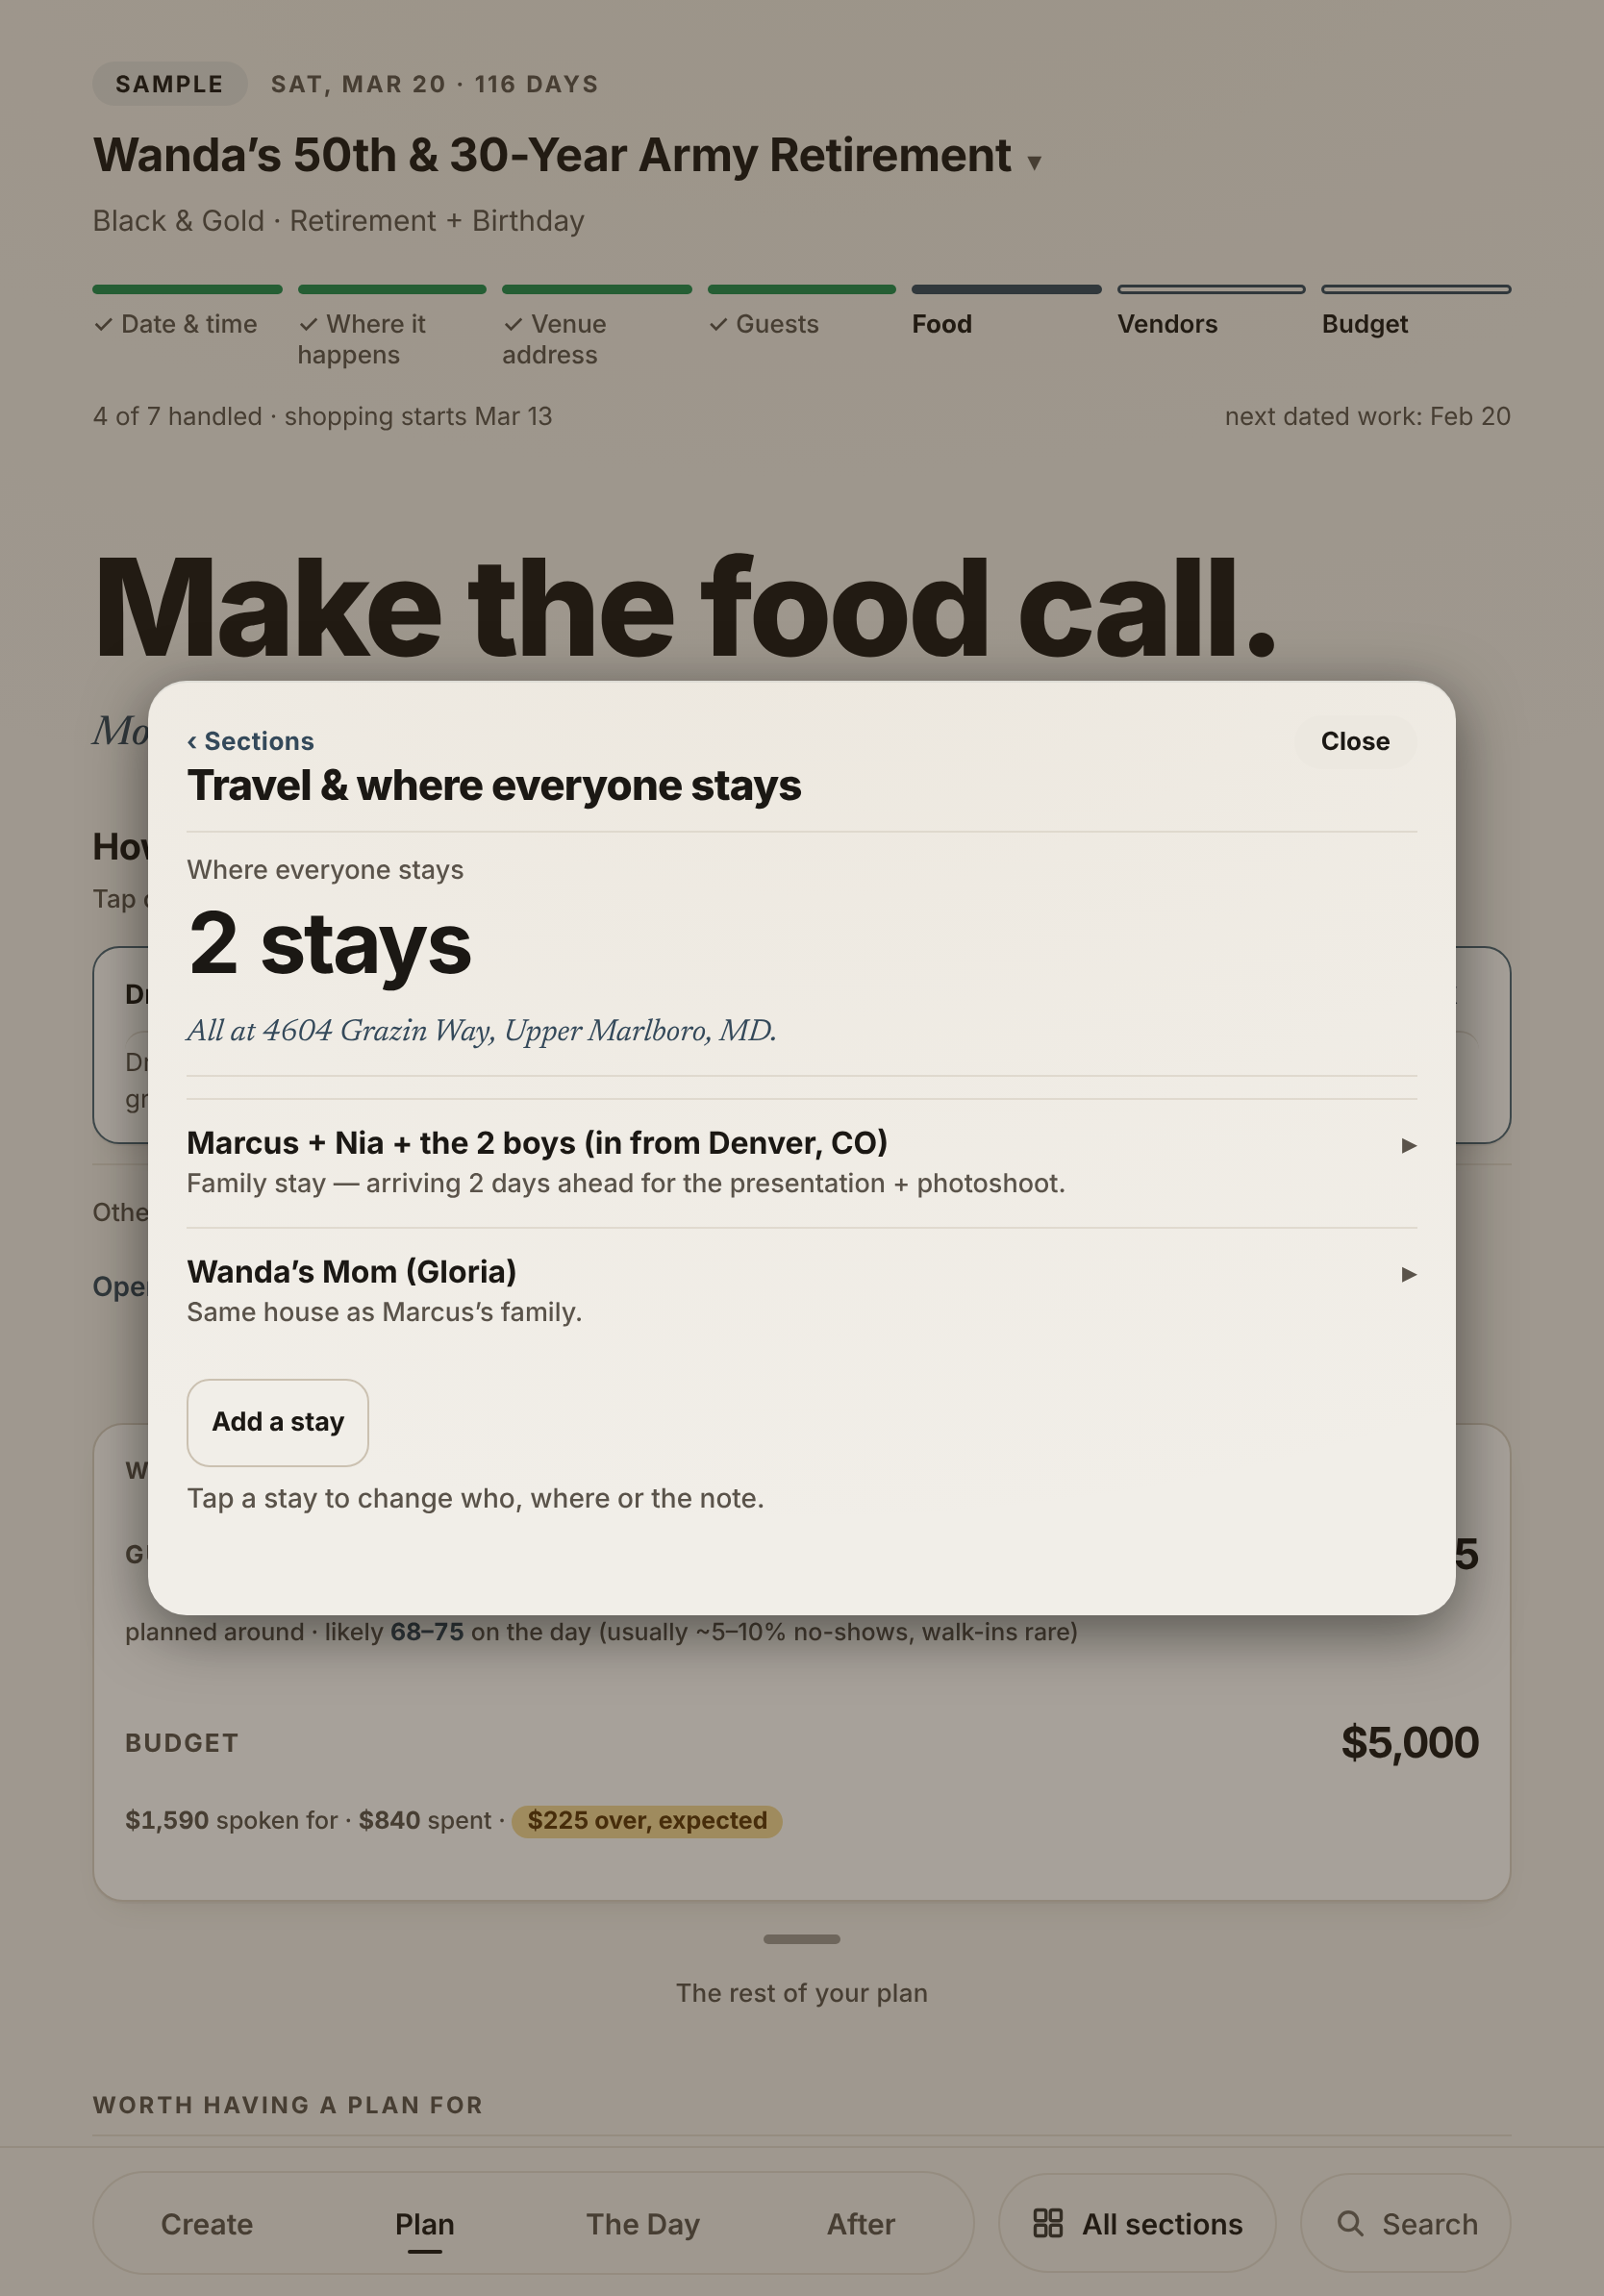 SAMPLE SAT, MAR 20 · 116 DAYS
Wanda’s 50th & 30-Year Army Retirement ▾
Black & Gold · Retirement + Birthday
✓ Date & time
✓ Where it happens
✓ Venue address
✓ Guests
Food
Vendors
Budget
4 of 7 handled · shopping starts Mar 13
next dated work: Feb 20
Make the food call.
‹ Sections
Close
Travel & where everyone stays
Where everyone stays
2 stays
All at 4604 Grazin Way, Upper Marlboro, MD.
Marcus + Nia + the 2 boys (in from Denver, CO) ▸
Family stay — arriving 2 days ahead for the presentation + photoshoot.
Wanda’s Mom (Gloria) ▸
Same house as Marcus’s family.
Add a stay
Tap a stay to change who, where or the note.
planned around · likely 68–75 on the day (usually ~5–10% no-shows, walk-ins rare)
BUDGET
$5,000
$1,590 spoken for · $840 spent · $225 over, expected
The rest of your plan
WORTH HAVING A PLAN FOR
Create
Plan
The Day
After
All sections
Search